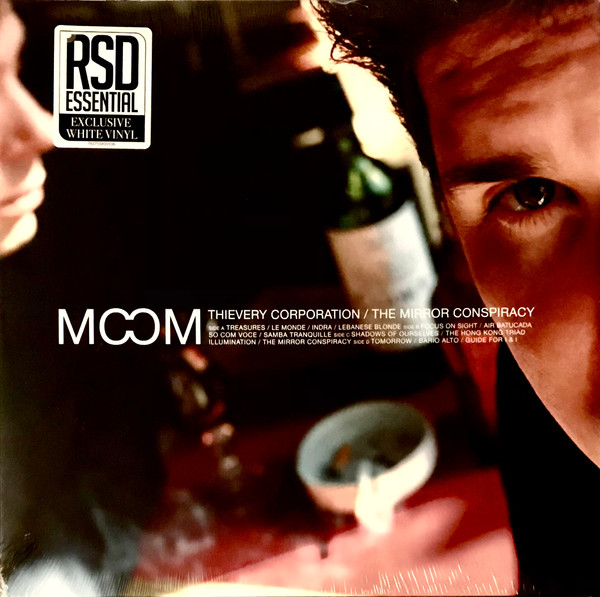 RSD
ESSENTIAL
EXCLUSIVE
WHITE VINYL
MOOM
THIEVERY CORPORATION / THE MIRROR CONSPIRACY
SIDE A TREASURES / LE MONDE / INDRA / LEBANESE BLONDE SIDE B FOCUS ON SIGHT / AIR BATUCADA
SO COM VOCE / SAMBA TRANQUILLE SIDE C SHADOWS OF OURSELVES / THE HONG KONG TRIAD
ILLUMINATION / THE MIRROR CONSPIRACY SIDE D TOMORROW / BARIO ALTO / GUIDE FOR I & I